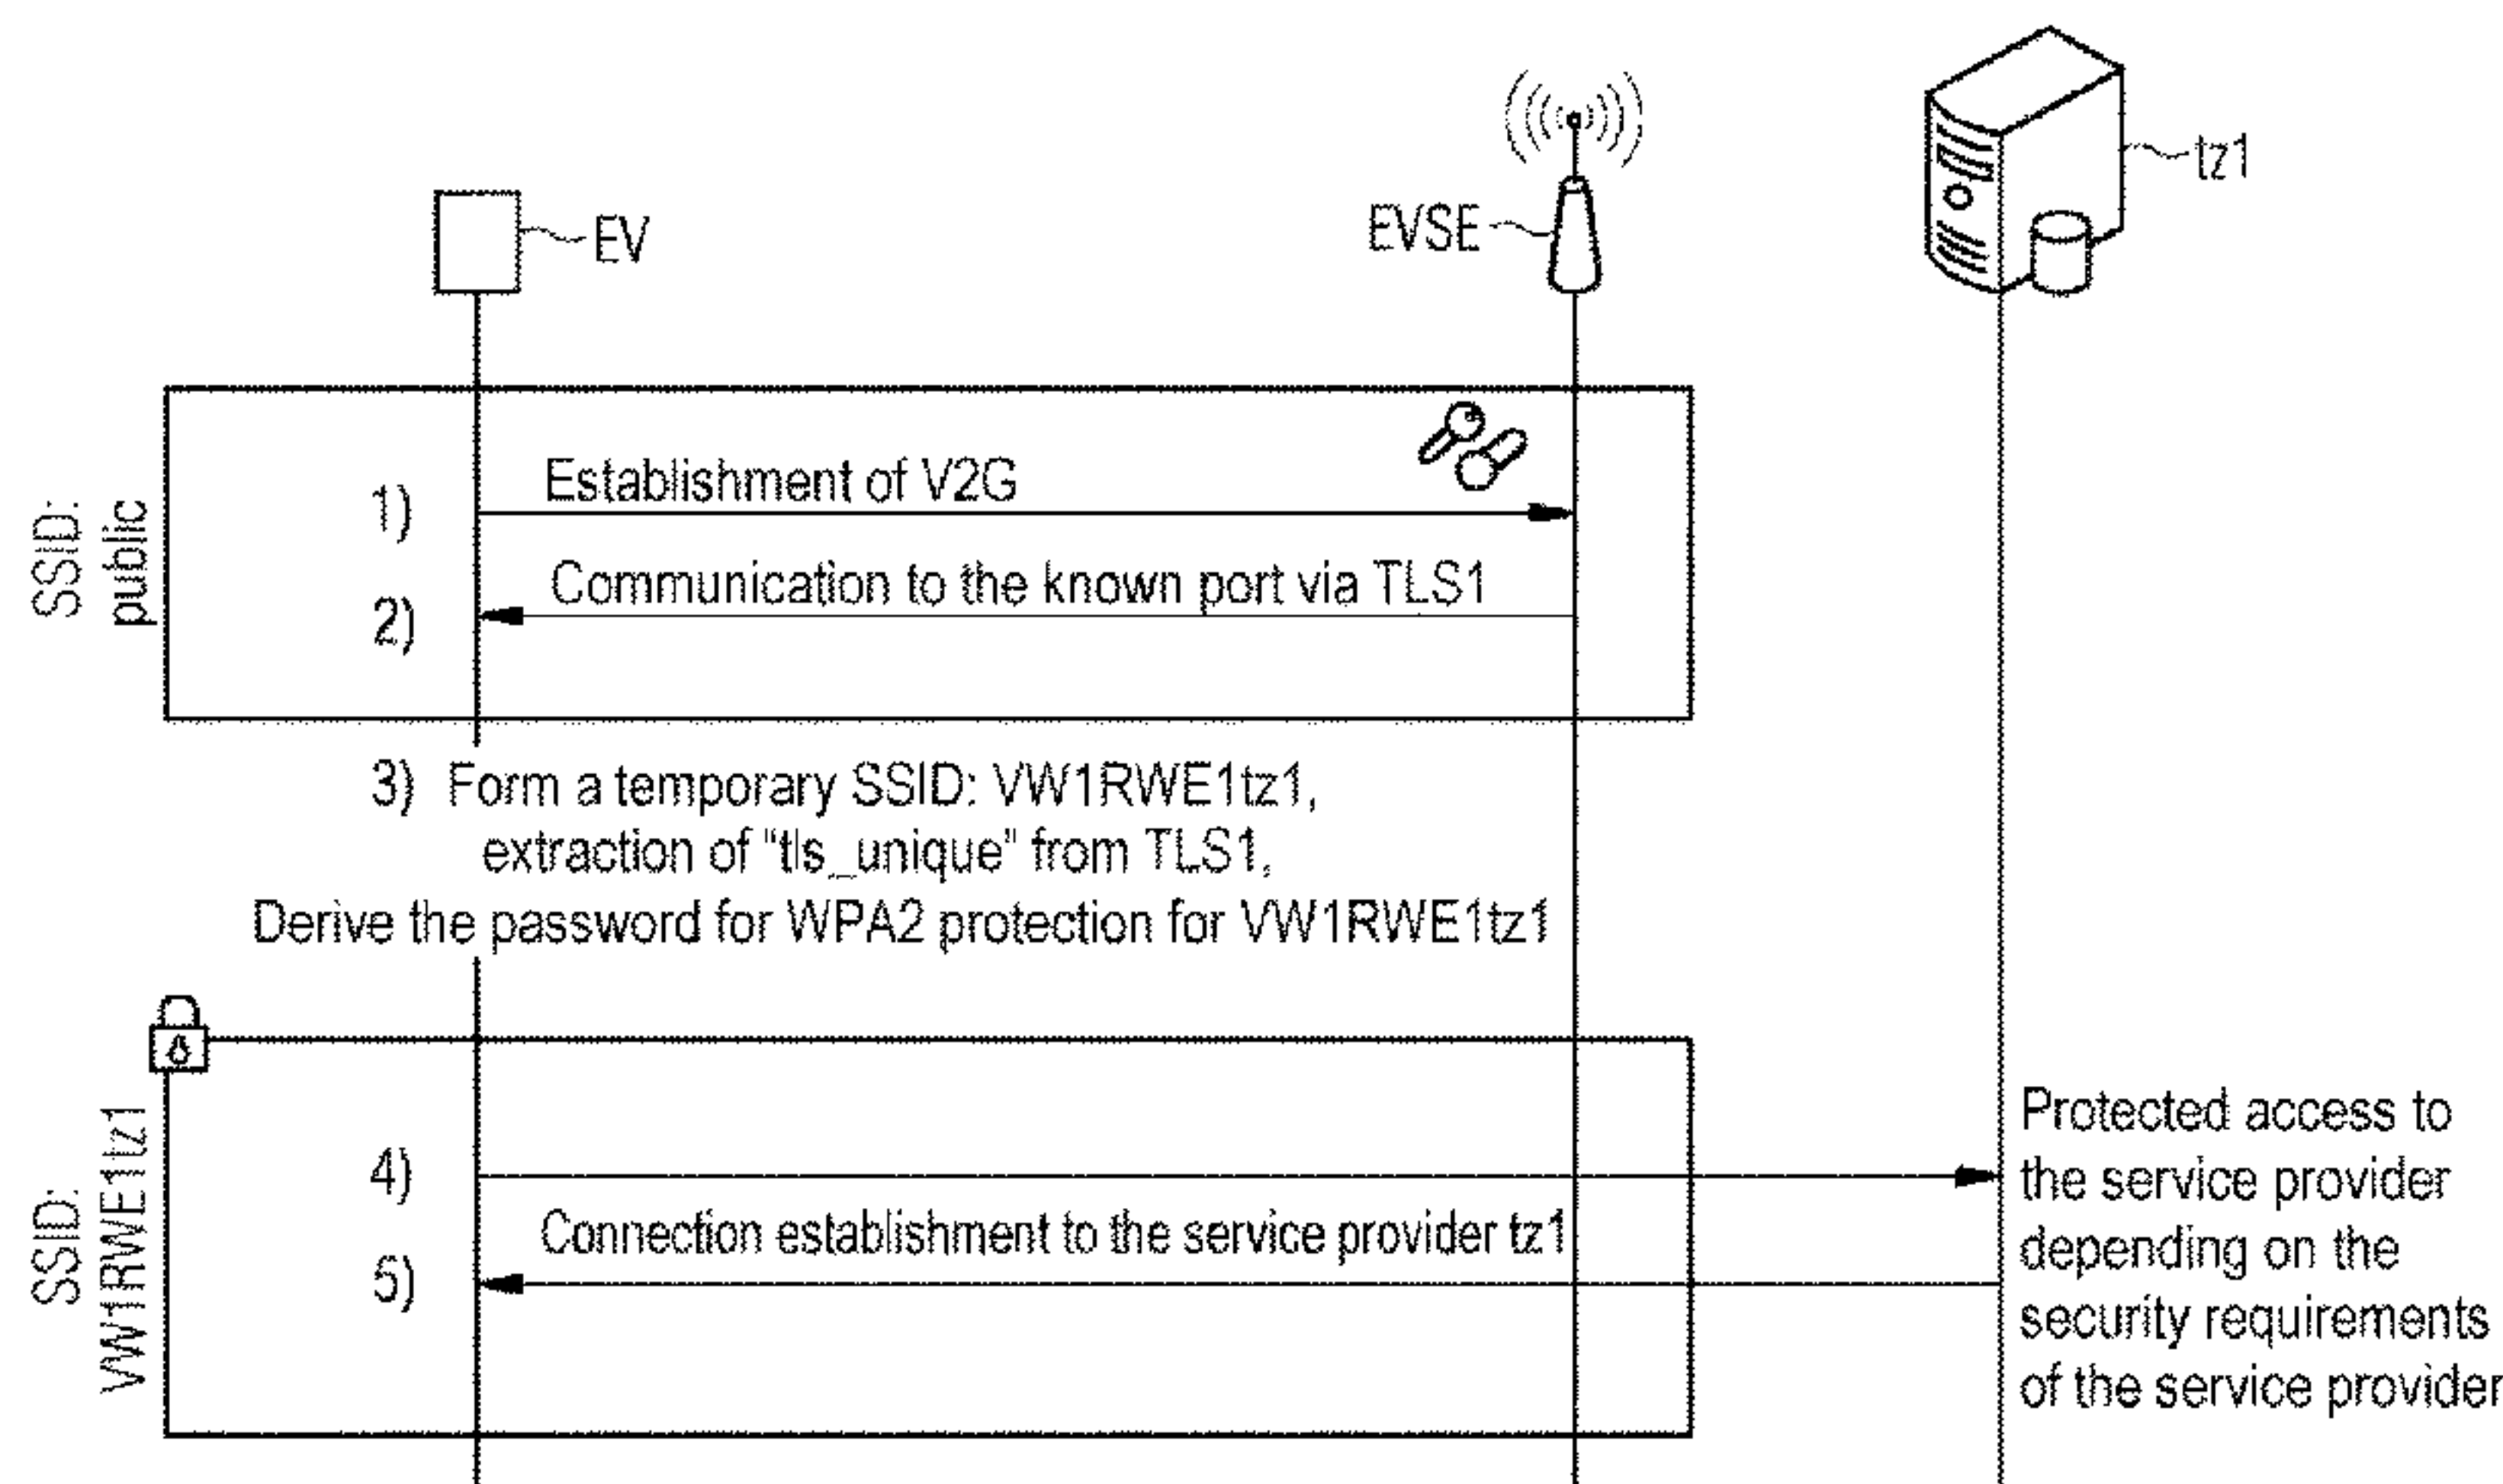 tz1
EV
EVSE
SSID:
public
1)
Establishment of V2G
2)
Communication to the known port via TLS1
3) Form a temporary SSID: VW1RWE1tz1,
extraction of "tls_unique" from TLS1,
Derive the password for WPA2 protection for VW1RWE1tz1
SSID:
VW1RWE1tz1
4)
5)
Connection establishment to the service provider tz1
Protected access to
the service provider
depending on the
security requirements
of the service provider